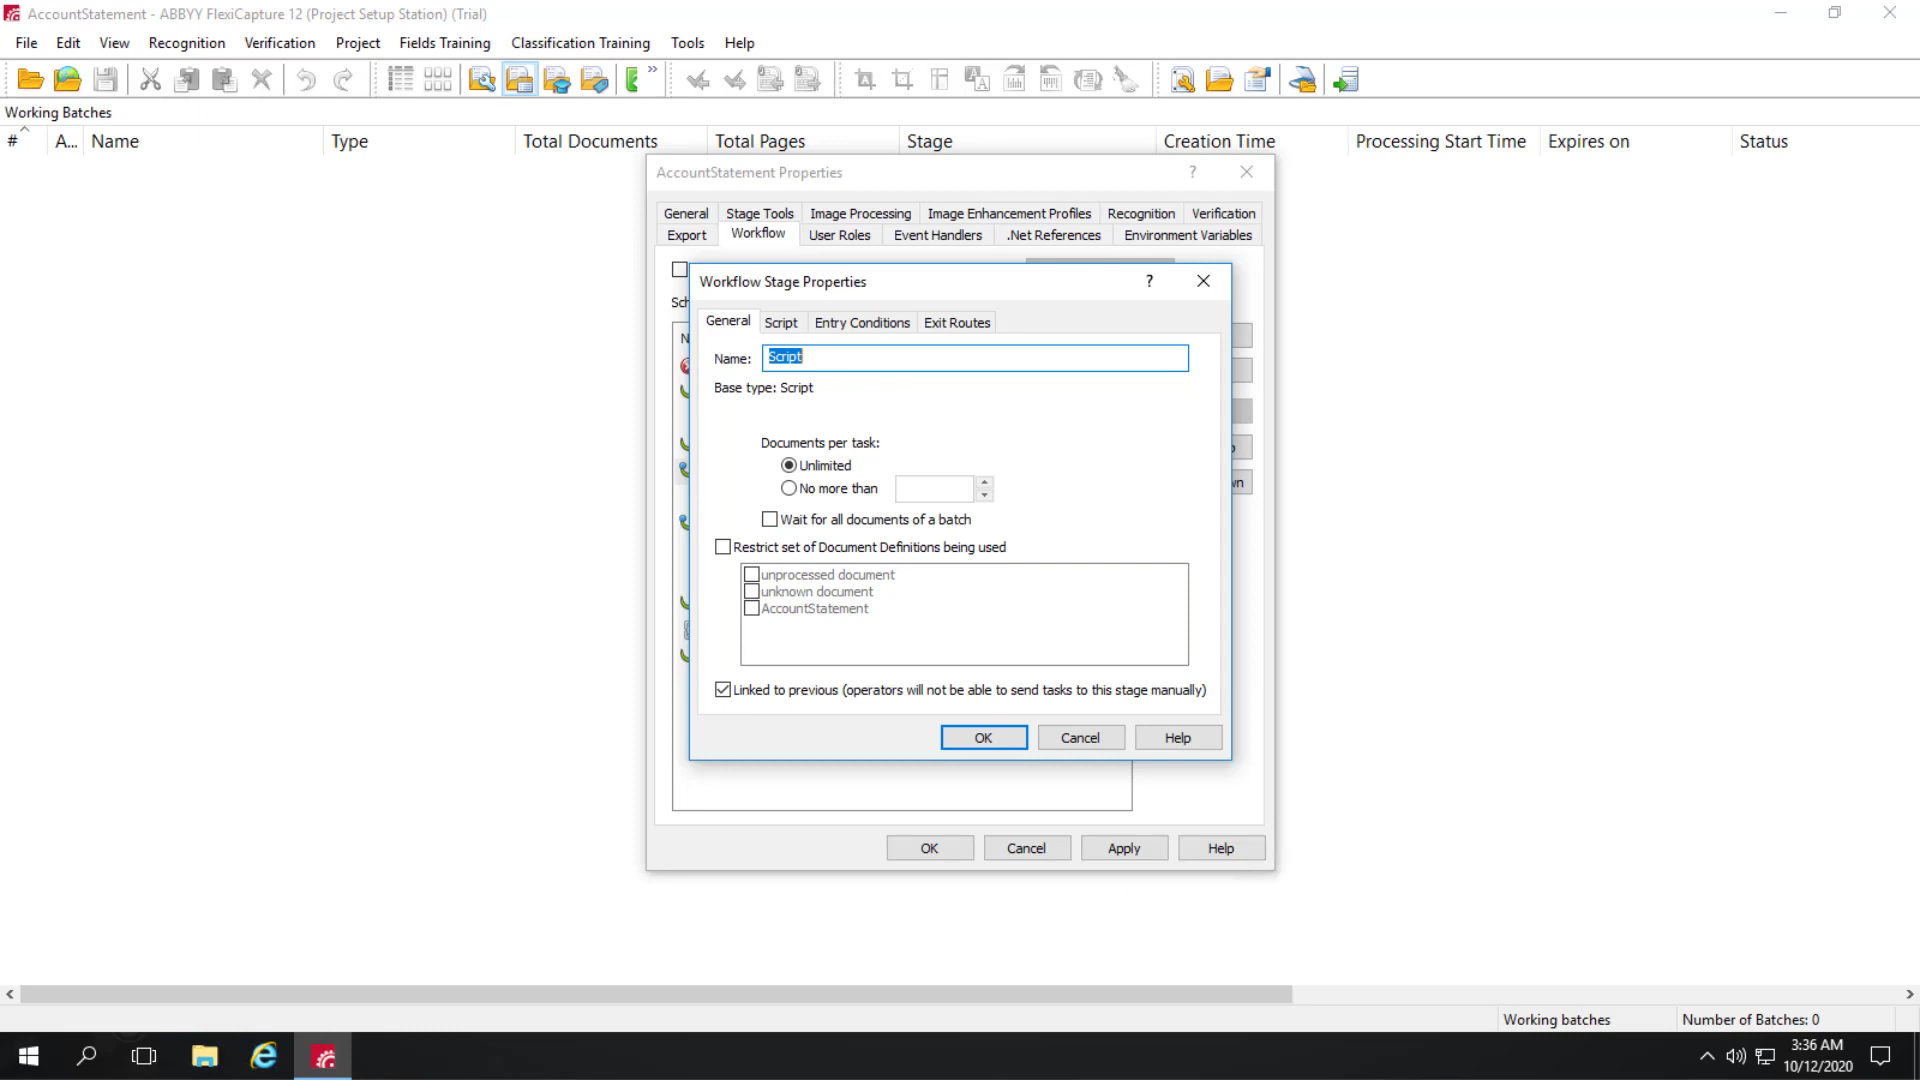 AccountStatement - ABBYY FlexiCapture 12 (Project Setup Station) (Trial)
File Edit View Recognition Verification Project Fields Training Classification Training Tools Help
Working Batches
# A... Name Type Total Documents Total Pages Stage Creation Time Processing Start Time Expires on Status
AccountStatement Properties ?
General Stage Tools Image Processing Image Enhancement Profiles Recognition Verification
Export Workflow User Roles Event Handlers .Net References Environment Variables
Workflow Stage Properties ?
General Script Entry Conditions Exit Routes
Name: Script
Base type: Script
Documents per task:
Unlimited
No more than
Wait for all documents of a batch
Restrict set of Document Definitions being used
unprocessed document
unknown document
AccountStatement
Linked to previous (operators will not be able to send tasks to this stage manually)
OK Cancel Help
OK Cancel Apply Help
Working batches Number of Batches: 0
3:36 AM
10/12/2020